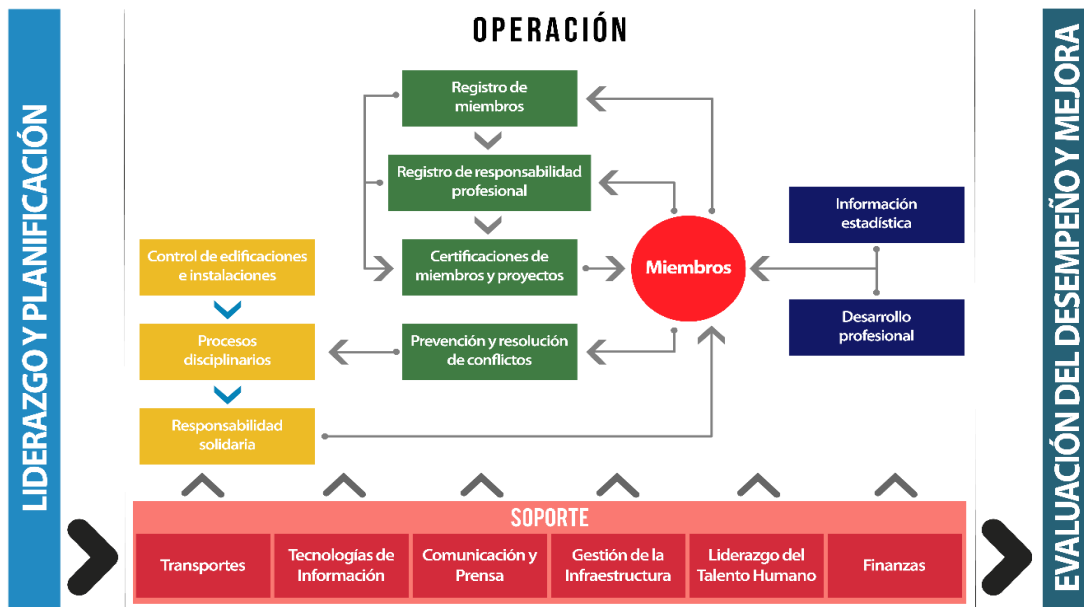 OPERACIÓN
LIDERAZGO Y PLANIFICACIÓN
Registro de
miembros
Registro de responsabilidad
profesional
Certificaciones de
miembros y proyectos
Prevención y resolución
de conflictos
Control de edificaciones
e instalaciones
Procesos
disciplinarios
Responsabilidad
solidaria
Miembros
Información
estadística
Desarrollo
profesional
SOPORTE
Transportes
Tecnologías de
Información
Comunicación y
Prensa
Gestión de la
Infraestructura
Liderazgo del
Talento Humano
Finanzas
EVALUACIÓN DEL DESEMPEÑO Y MEJORA